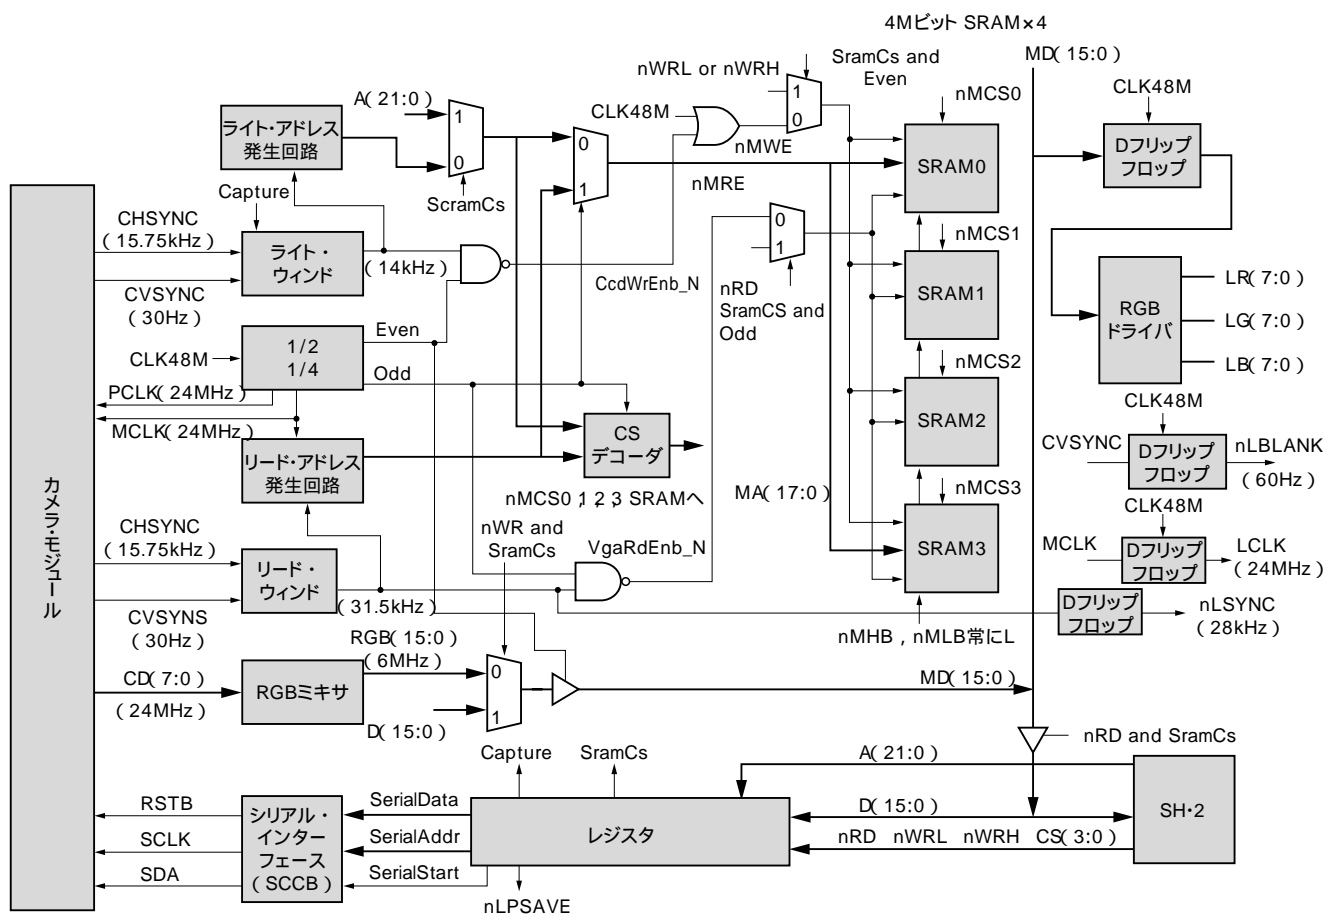 4Mビット SRAM×4
MD(15:0)
SramCs and
Even
nWRL or nWRH
CLK48M
nMCS0
A(21:0)
CLK48M
1
0
1
0
0
1
ライト・アドレス
発生回路
nMWE
SRAM0
Dフリップ
フロップ
nMRE
Capture
ScramCs
CHSYNC
(15.75kHz)
ライト・
ウィンド
(14kHz)
CVSYNC
(30Hz)
CcdWrEnb_N
0
1
nRD
SramCS and
Odd
nMCS1
SRAM1
RGB
ドライバ
LR(7:0)
LG(7:0)
LB(7:0)
Even
CLK48M
1/2
1/4
Odd
PCLK(24MHz)
MCLK(24MHz)
nMCS2
SRAM2
CLK48M
CVSYNC
Dフリップ
フロップ
nLBLANK
(60Hz)
CS
デコーダ
リード・アドレス
発生回路
nMCS0,1,2,3 SRAMへ
MA(17:0)
nMCS3
SRAM3
CLK48M
MCLK
Dフリップ
フロップ
LCLK
(24MHz)
カメラ・モジュール
CHSYNC
(15.75kHz)
リード・
ウィンド
(31.5kHz)
CVSYNS
(30Hz)
nWR and
SramCs
VgaRdEnb_N
Dフリップ
フロップ
nLSYNC
(28kHz)
nMHB,nMLB常にL
RGB(15:0)
(6MHz)
CD(7:0)
(24MHz)
RGBミキサ
0
1
D(15:0)
MD(15:0)
nRD and SramCs
Capture
SramCs
A(21:0)
RSTB
SCLK
SDA
シリアル・
インター
フェース
(SCCB)
SerialData
SerialAddr
SerialStart
レジスタ
D(15:0)
nRD nWRL nWRH CS(3:0)
SH・2
nLPSAVE